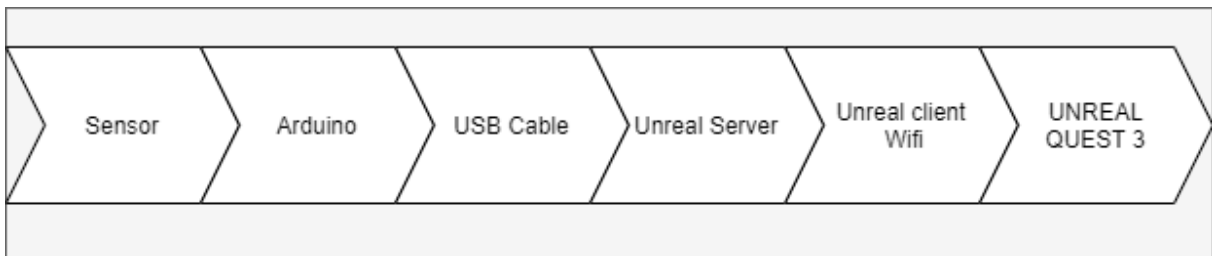 Sensor
Arduino
USB Cable
Unreal Server
Unreal client
Wifi
UNREAL
QUEST 3